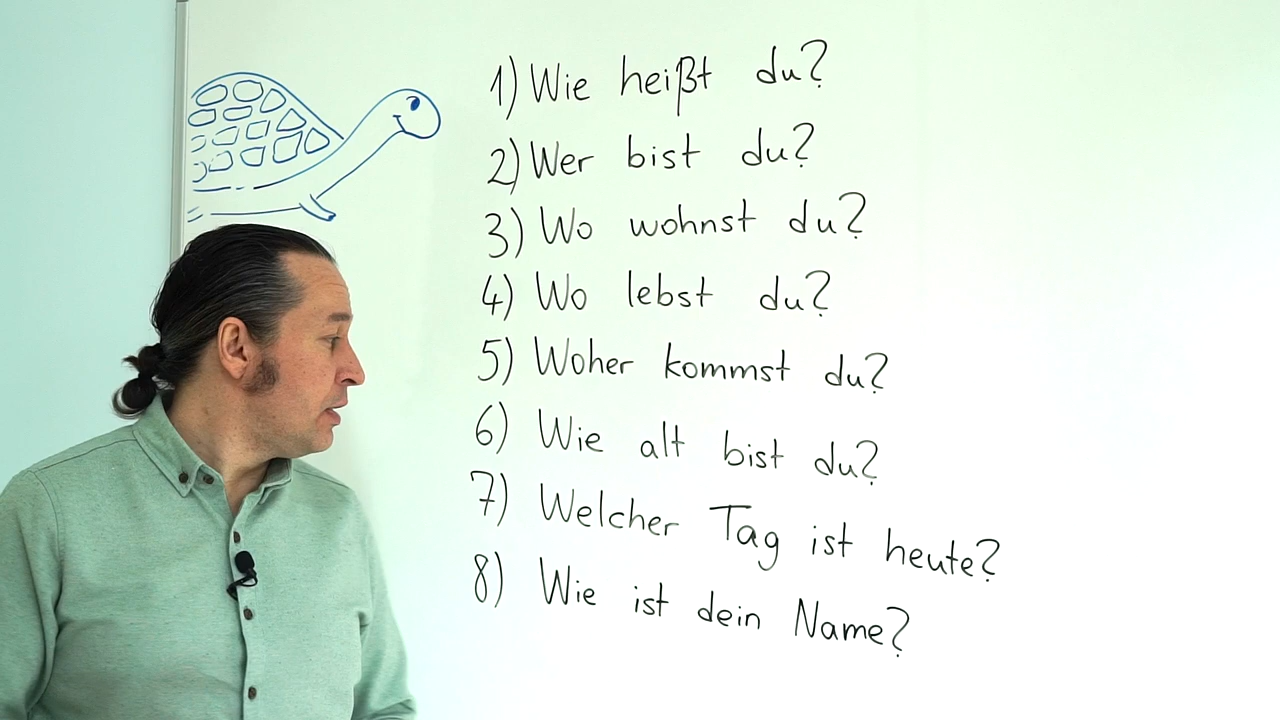 1) Wie heißt du?
2) Wer bist du?
3) Wo wohnst du?
4) Wo lebst du?
5) Woher kommst du?
6) Wie alt bist du?
7) Welcher Tag ist heute?
8) Wie ist dein Name?